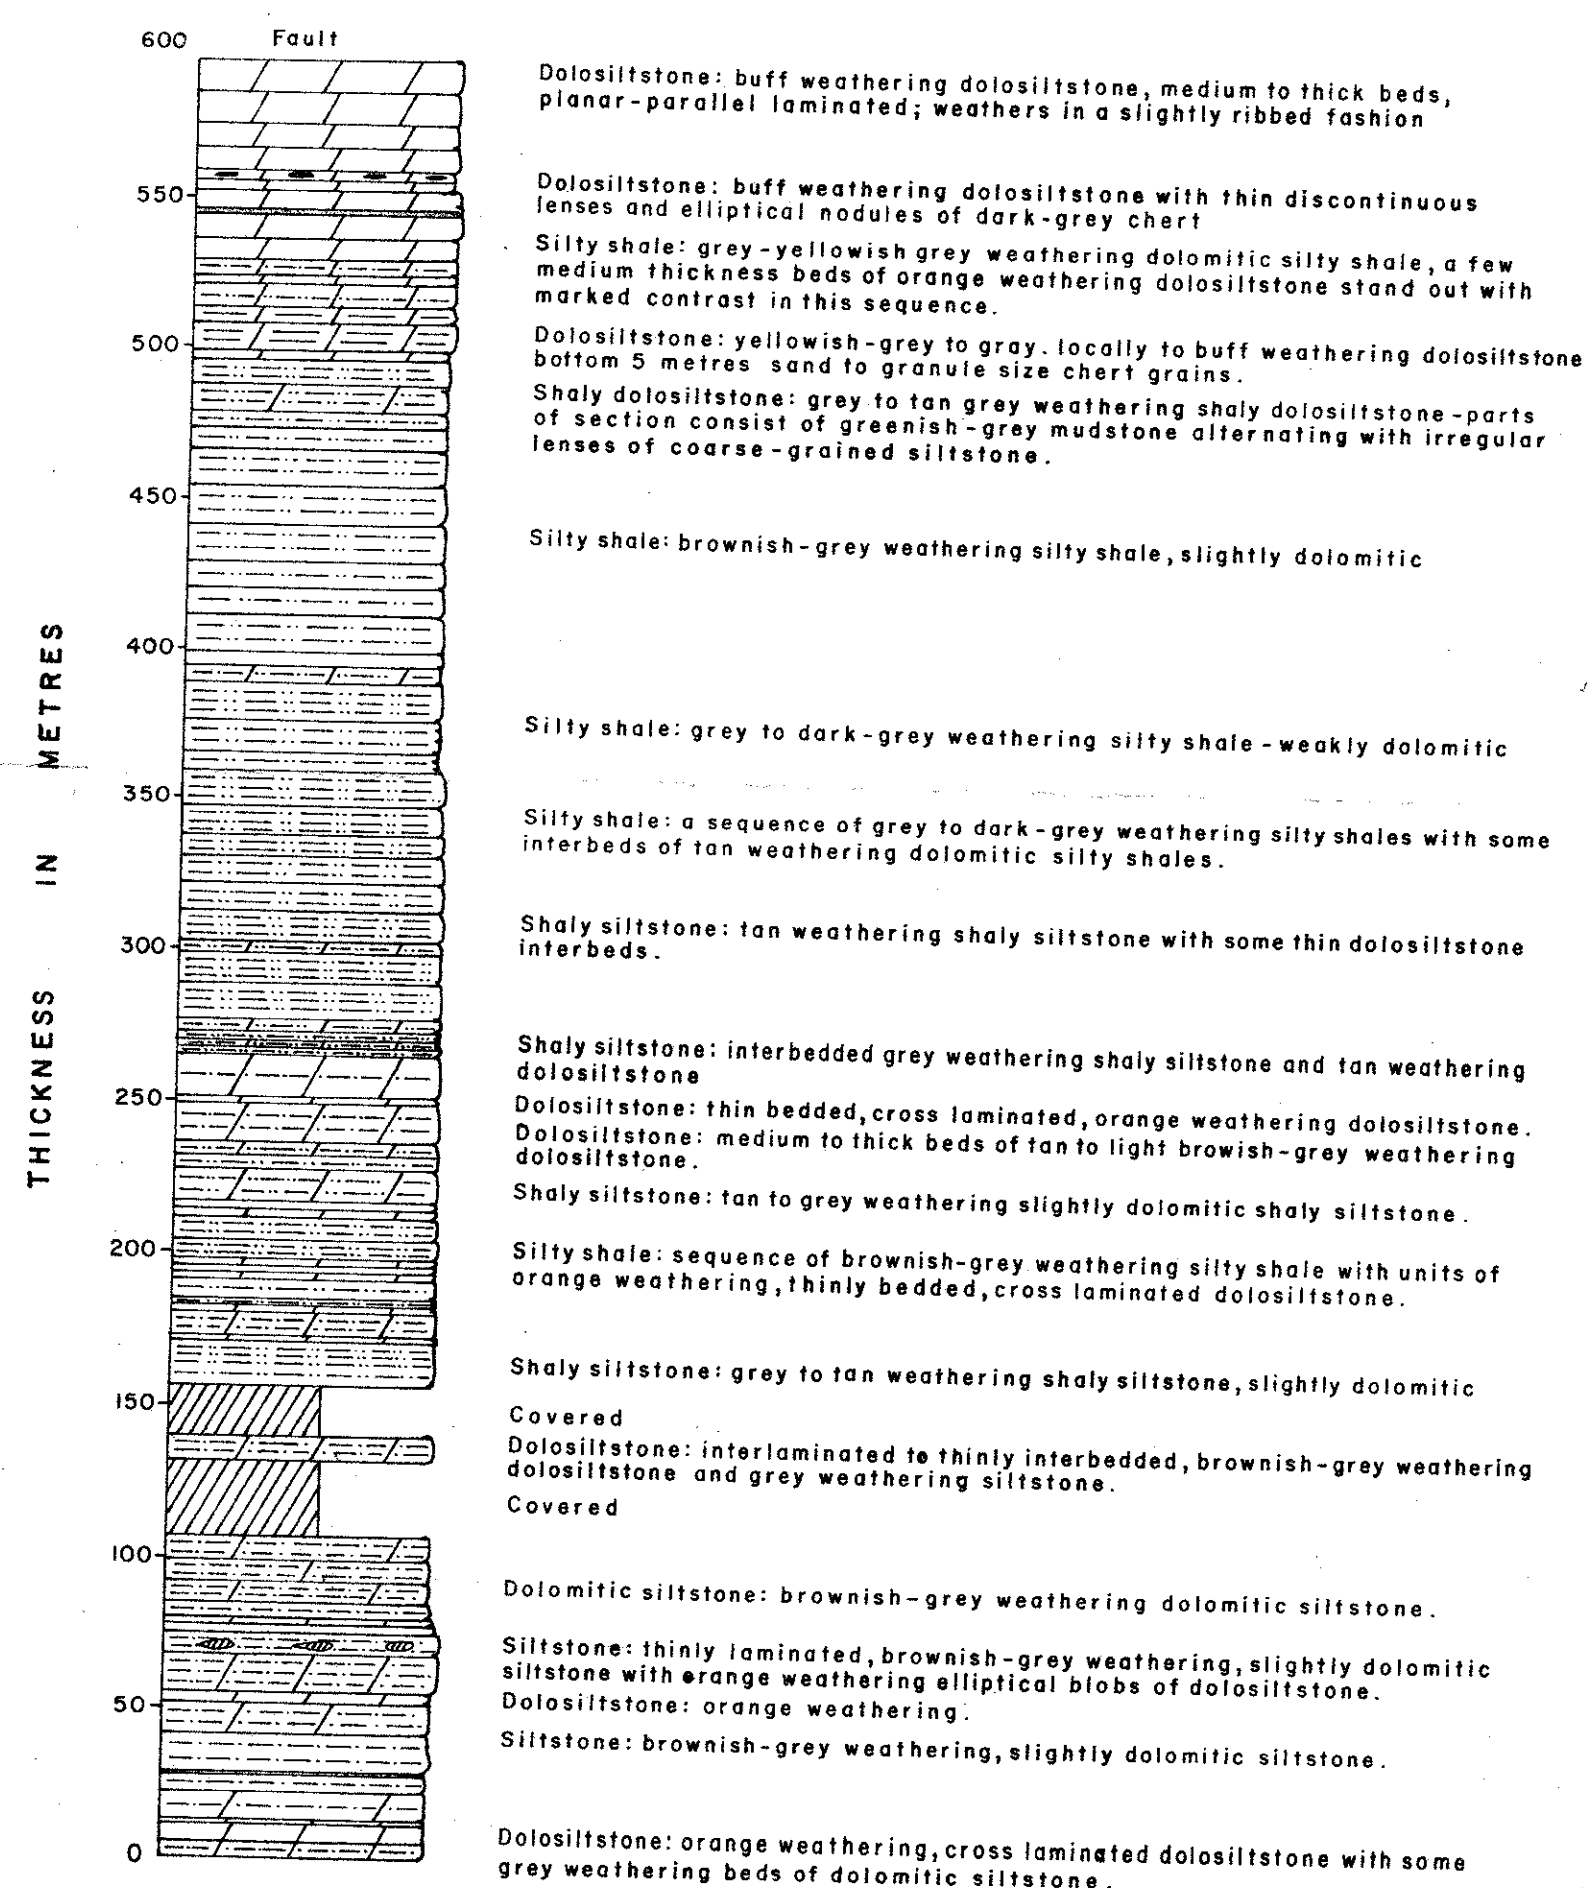 600 Fault
Dolosiltstone: buff weathering dolosiltstone, medium to thick beds,
planar-parallel laminated; weathers in a slightly ribbed fashion
550
Dolosiltstone: buff weathering dolosiltstone with thin discontinuous
lenses and elliptical nodules of dark-grey chert
Silty shale: grey-yellowish grey weathering dolomitic silty shale, a few
medium thickness beds of orange weathering dolosiltstone stand out with
marked contrast in this sequence.
500
Dolosiltstone: yellowish-grey to gray. locally to buff weathering dolosiltstone
bottom 5 metres sand to granule size chert grains.
Shaly dolosiltstone: grey to tan grey weathering shaly dolosiltstone-parts
of section consist of greenish-grey mudstone alternating with irregular
lenses of coarse-grained siltstone.
450
Silty shale: brownish-grey weathering silty shale, slightly dolomitic
400
Silty shale: grey to dark-grey weathering silty shale-weakly dolomitic
350
Silty shale: a sequence of grey to dark-grey weathering silty shales with some
interbeds of tan weathering dolomitic silty shales.
300
Shaly siltstone: tan weathering shaly siltstone with some thin dolosiltstone
interbeds.
Shaly siltstone: interbedded grey weathering shaly siltstone and tan weathering
dolosiltstone
250
Dolosiltstone: thin bedded, cross laminated, orange weathering dolosiltstone.
Dolosiltstone: medium to thick beds of tan to light browish-grey weathering
dolosiltstone.
Shaly siltstone: tan to grey weathering slightly dolomitic shaly siltstone.
200
Silty shale: sequence of brownish-grey weathering silty shale with units of
orange weathering, thinly bedded, cross laminated dolosiltstone.
Shaly siltstone: grey to tan weathering shaly siltstone, slightly dolomitic
150
Covered
Dolosiltstone: interlaminated to thinly interbedded, brownish-grey weathering
dolosiltstone and grey weathering siltstone.
Covered
100
Dolomitic siltstone: brownish-grey weathering dolomitic siltstone.
Siltstone: thinly laminated, brownish-grey weathering, slightly dolomitic
siltstone with orange weathering elliptical blobs of dolosiltstone.
50
Dolosiltstone: orange weathering.
Siltstone: brownish-grey weathering, slightly dolomitic siltstone.
0
Dolosiltstone: orange weathering, cross laminated dolosiltstone with some
grey weathering beds of dolomitic siltstone.
THICKNESS IN METRES